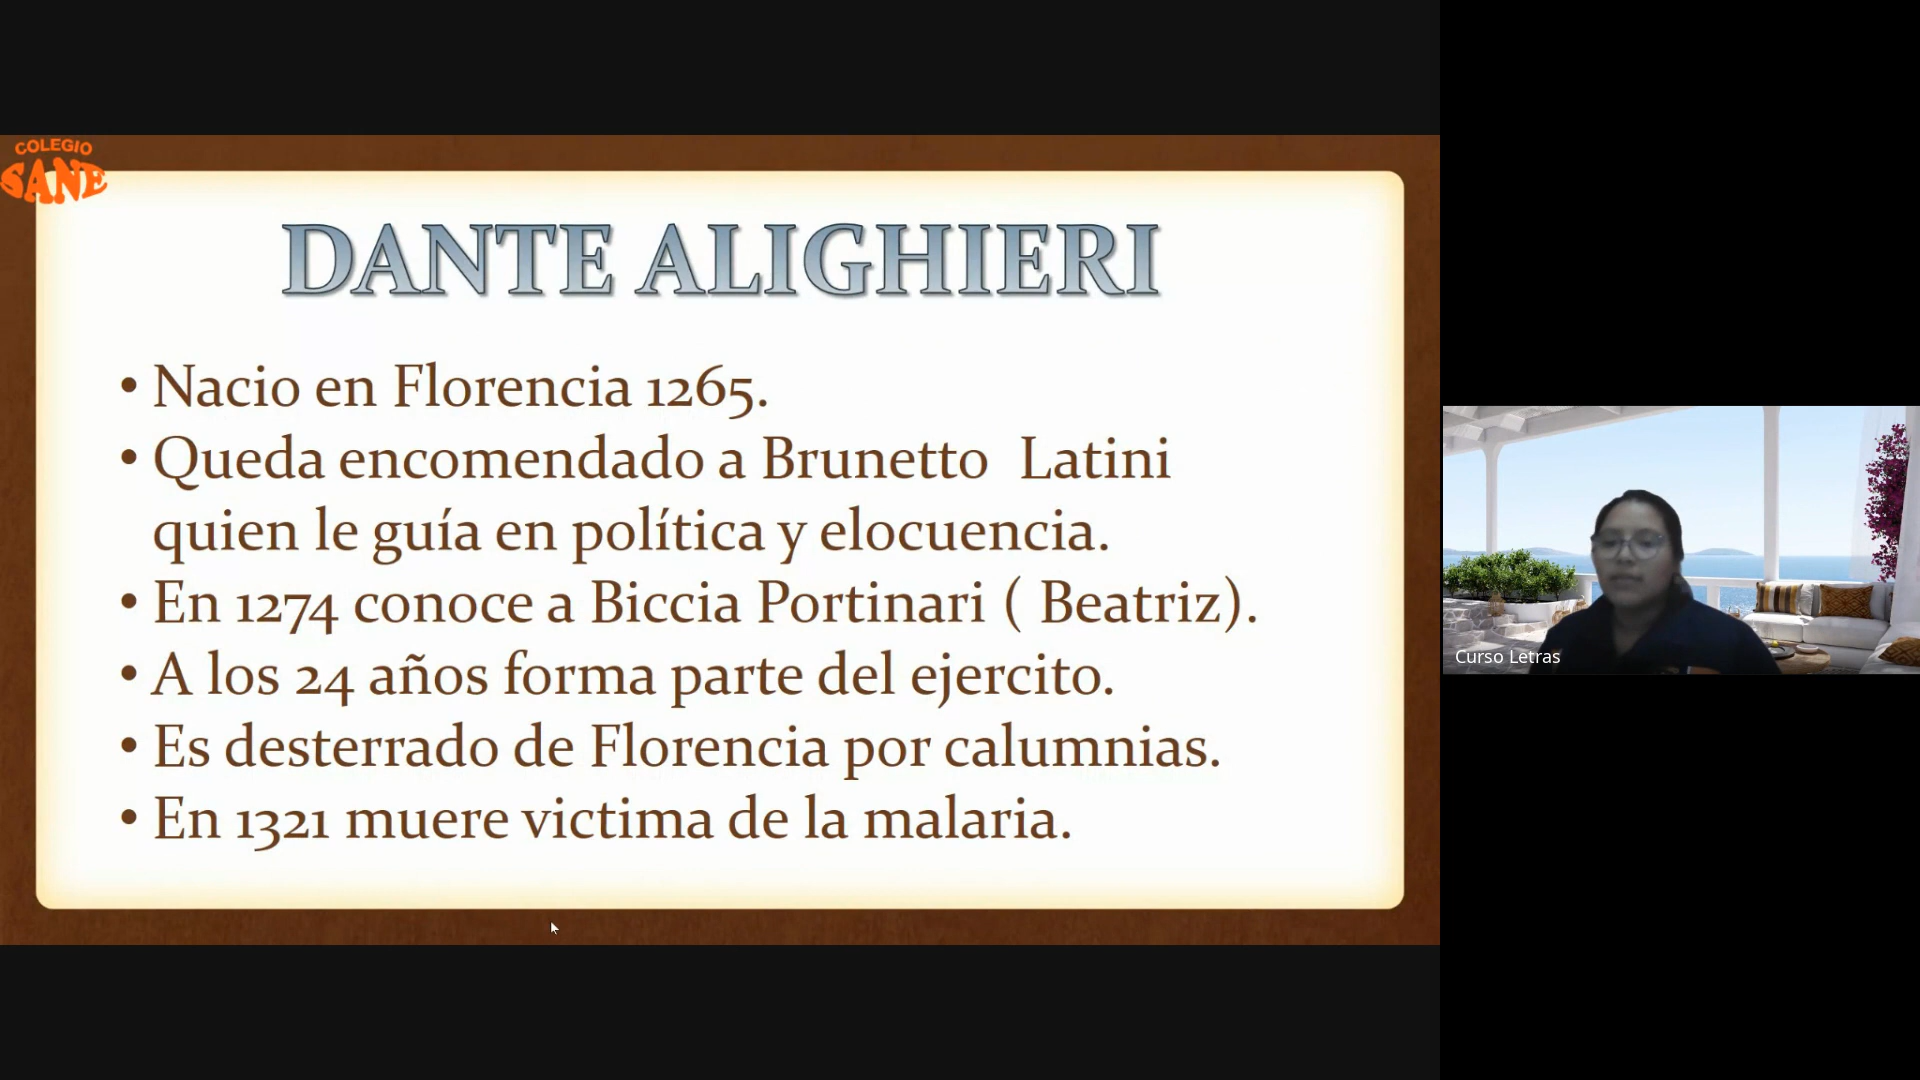 COLEGIO
SANE
DANTE ALIGHIERI
• Nacio en Florencia 1265.
• Queda encomendado a Brunetto  Latini
quien le guía en política y elocuencia.
• En 1274 conoce a Biccia Portinari ( Beatriz).
• A los 24 años forma parte del ejercito.
• Es desterrado de Florencia por calumnias.
• En 1321 muere victima de la malaria.
Curso Letras